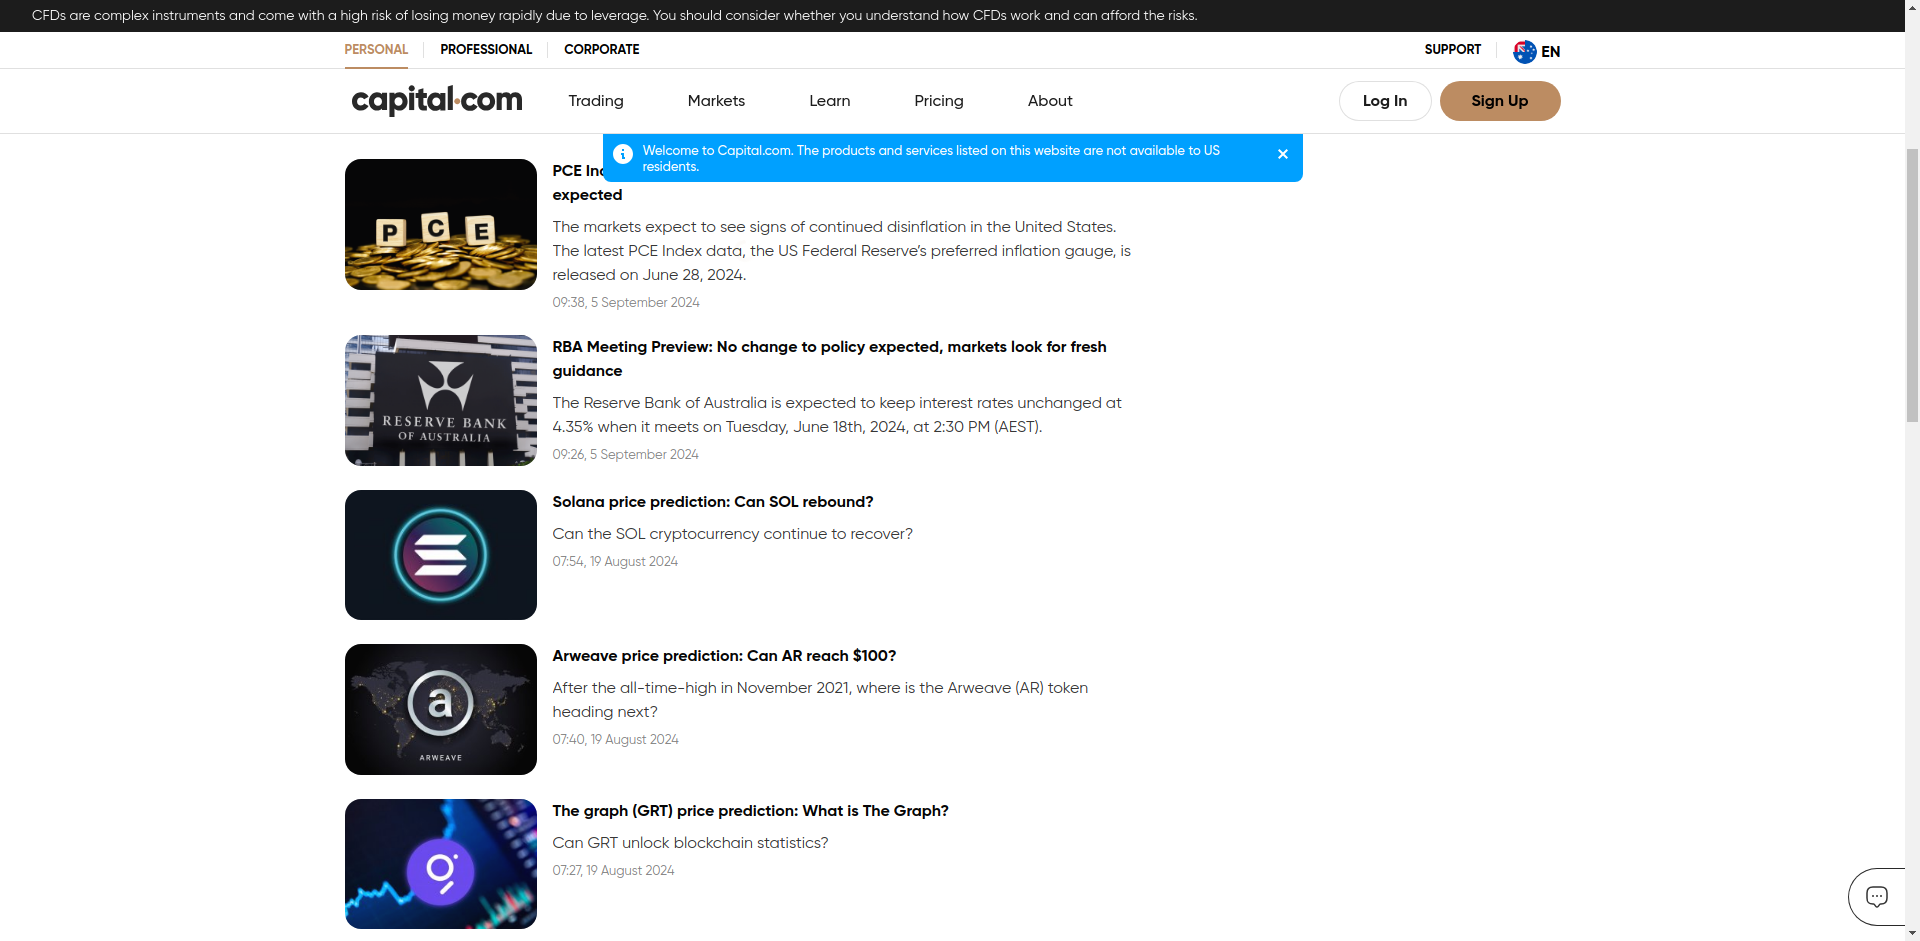 CFDs are complex instruments and come with a high risk of losing money rapidly due to leverage. You should consider whether you understand how CFDs work and can afford the risks.
PERSONAL
PROFESSIONAL
CORPORATE
SUPPORT
EN
capital.com
Trading
Markets
Learn
Pricing
About
Log In
Sign Up
Welcome to Capital.com. The products and services listed on this website are not available to US
residents.
P C E
PCE
expected
The markets expect to see signs of continued disinflation in the United States.
The latest PCE Index data, the US Federal Reserve’s preferred inflation gauge, is
released on June 28, 2024.
09:38, 5 September 2024
RESERVE BANK
OF AUSTRALIA
RBA Meeting Preview: No change to policy expected, markets look for fresh
guidance
The Reserve Bank of Australia is expected to keep interest rates unchanged at
4.35% when it meets on Tuesday, June 18th, 2024, at 2:30 PM (AEST).
09:26, 5 September 2024
Solana price prediction: Can SOL rebound?
Can the SOL cryptocurrency continue to recover?
07:54, 19 August 2024
a
ARWEAVE
Arweave price prediction: Can AR reach $100?
After the all-time-high in November 2021, where is the Arweave (AR) token
heading next?
07:40, 19 August 2024
The graph (GRT) price prediction: What is The Graph?
Can GRT unlock blockchain statistics?
07:27, 19 August 2024